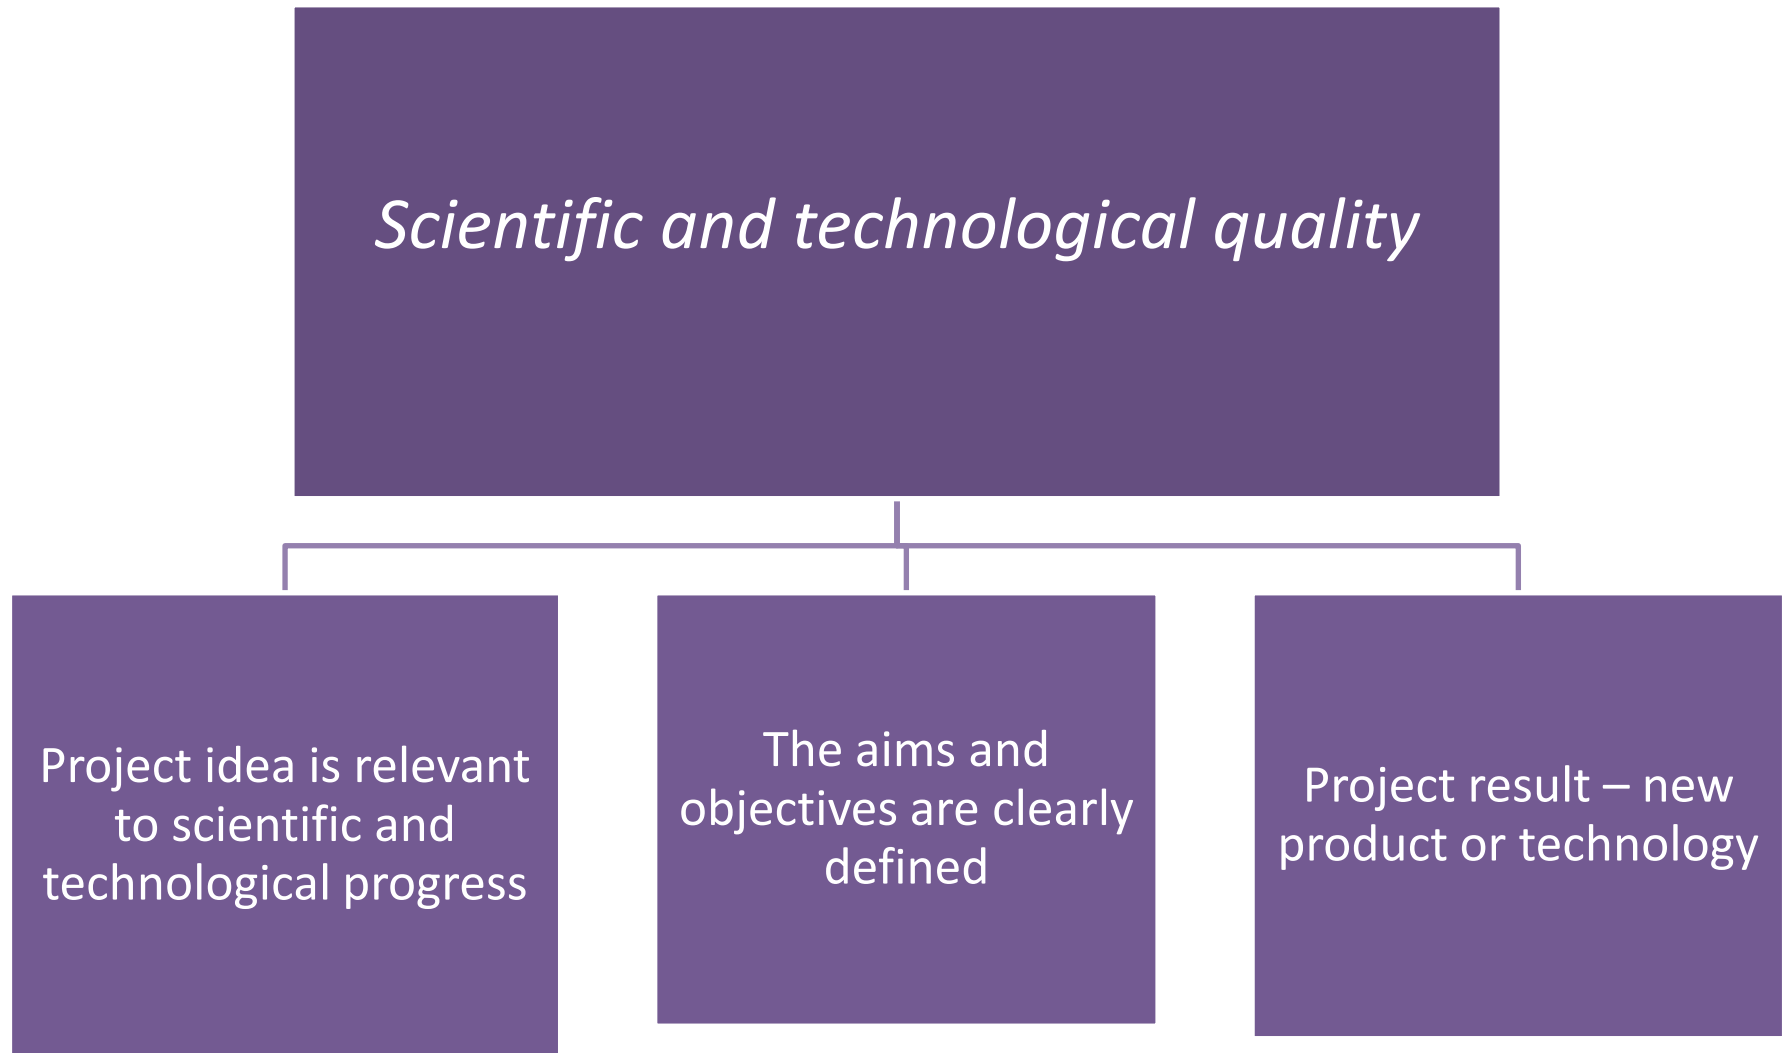 Scientific and technological quality
Project idea is relevant
to scientific and
technological progress
The aims and
objectives are clearly
defined
Project result – new
product or technology